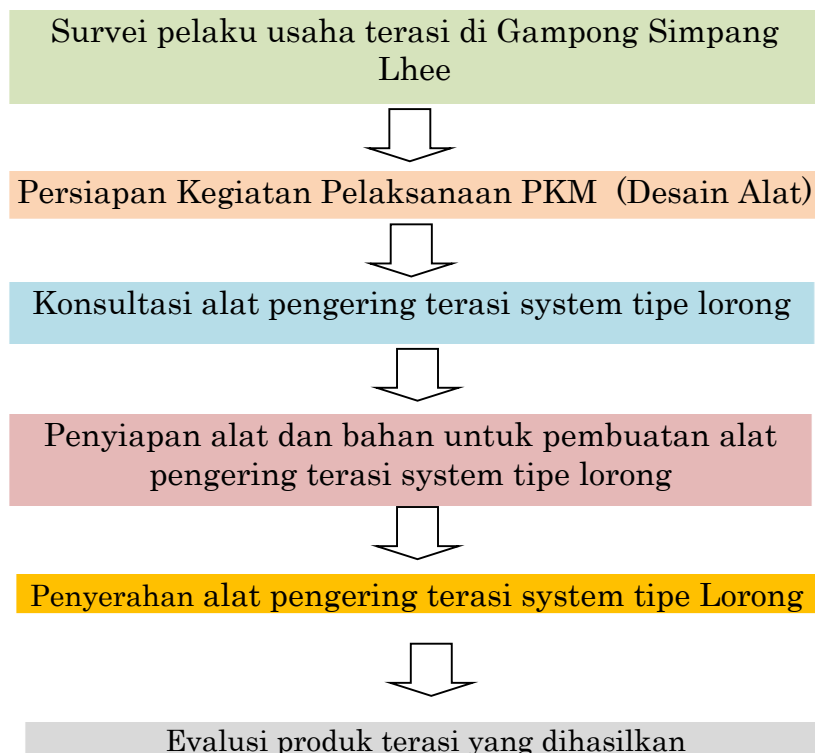 Survei pelaku usaha terasi di Gampong Simpang
Lhee
Persiapan Kegiatan Pelaksanaan PKM (Desain Alat)
Konsultasi alat pengering terasi system tipe lorong
Penyiapan alat dan bahan untuk pembuatan alat
pengering terasi system tipe lorong
Penyerahan alat pengering terasi system tipe Lorong
Evalusi produk terasi yang dihasilkan